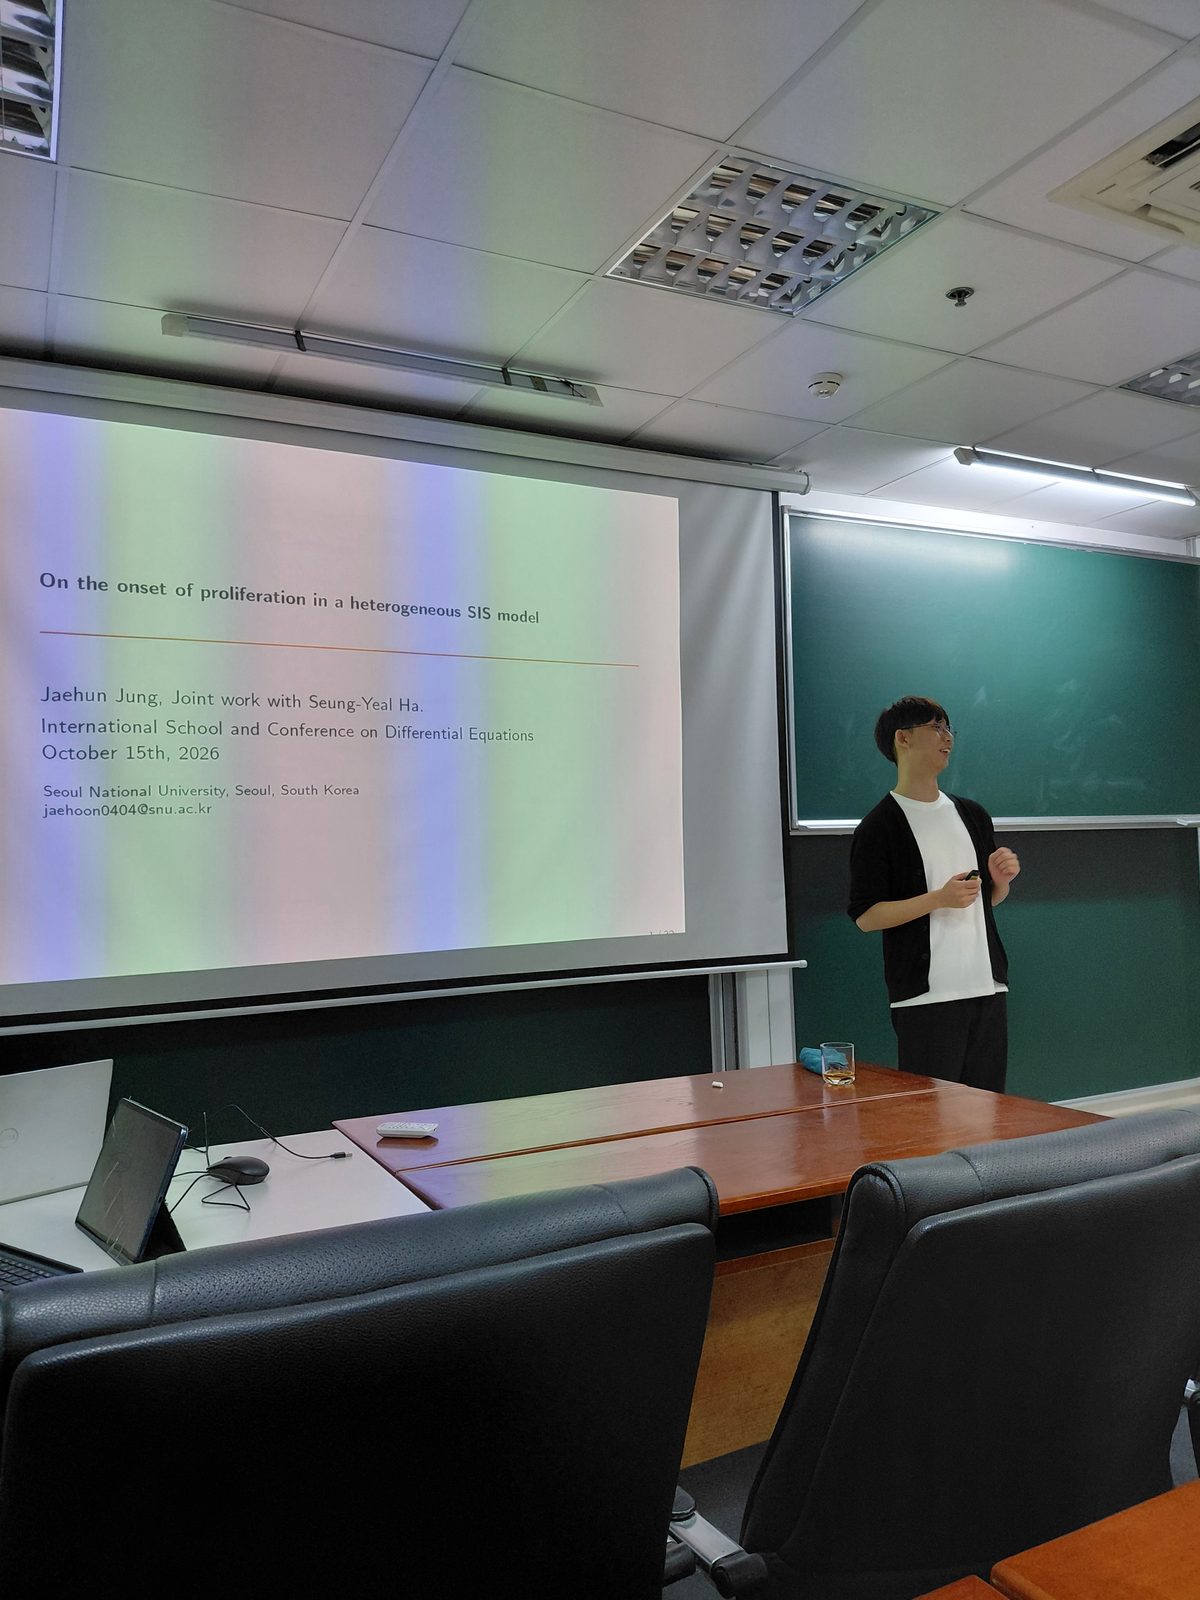 On the onset of proliferation in a heterogeneous SIS model
Jaehun Jung, Joint work with Seung-Yeal Ha.
International School and Conference on Differential Equations
October 15th, 2026
Seoul National University, Seoul, South Korea
jaehoon0404@snu.ac.kr